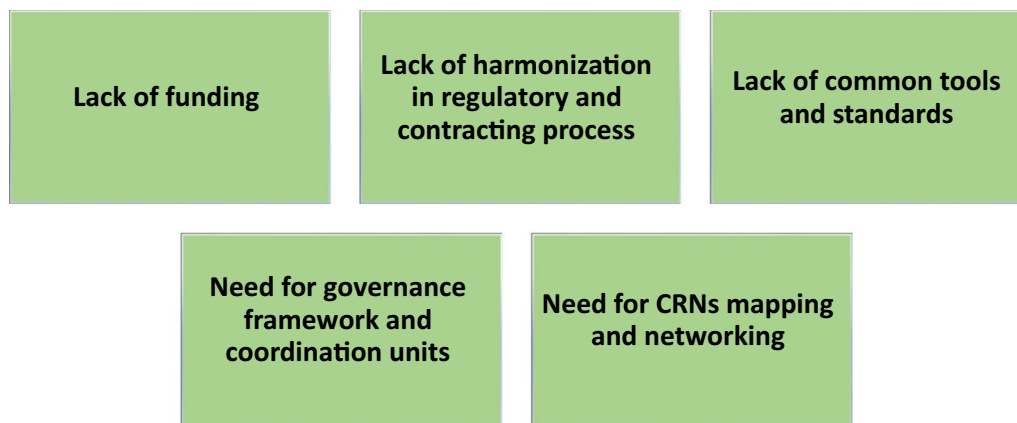 Lack of funding
Lack of harmonization
in regulatory and
contracting process
Lack of common tools
and standards
Need for governance
framework and
coordination units
Need for CRNs mapping
and networking